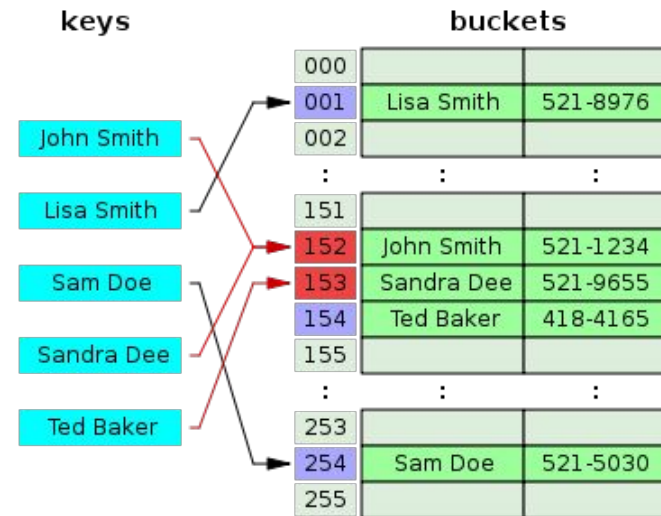 keys
buckets
John Smith
Lisa Smith
Sam Doe
Sandra Dee
Ted Baker
000
001 Lisa Smith 521-8976
002
: : :
151
152 John Smith 521-1234
153 Sandra Dee 521-9655
154 Ted Baker 418-4165
155
: : :
253
254 Sam Doe 521-5030
255